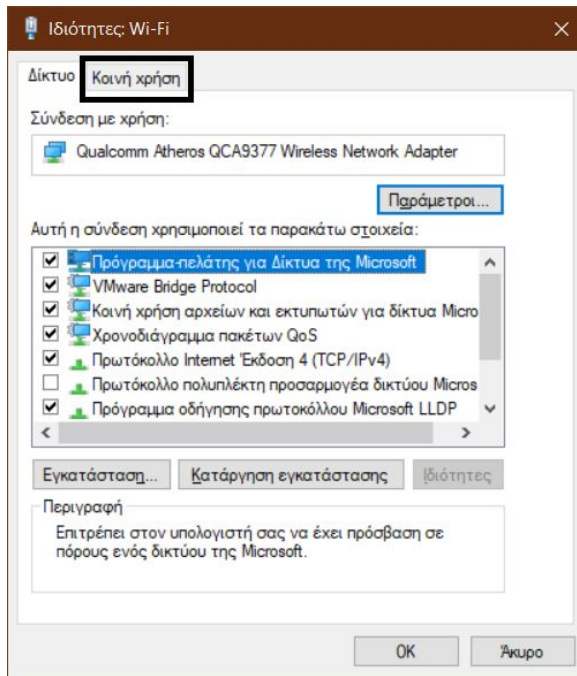 Ιδιότητες: Wi-Fi
Δίκτυο Κοινή χρήση
Σύνδεση με χρήση:
Qualcomm Atheros QCA9377 Wireless Network Adapter
Παράμετροι...
Αυτή η σύνδεση χρησιμοποιεί τα παρακάτω στοιχεία:
Πρόγραμμα-πελάτης για Δίκτυα της Microsoft
VMware Bridge Protocol
Κοινή χρήση αρχείων και εκτυπωτών για δίκτυα Micro
Χρονοδιάγραμμα πακέτων QoS
Πρωτόκολλο Internet Έκδοση 4 (TCP/IPv4)
Πρωτόκολλο πολυπλέκτη προσαρμογέα δικτύου Micros
Πρόγραμμα οδήγησης πρωτοκόλλου Microsoft LLDP
Εγκατάσταση... Κατάργηση εγκατάστασης Ιδιότητες
Περιγραφή
Επιτρέπει στον υπολογιστή σας να έχει πρόσβαση σε
πόρους ενός δικτύου της Microsoft.
OK Άκυρο